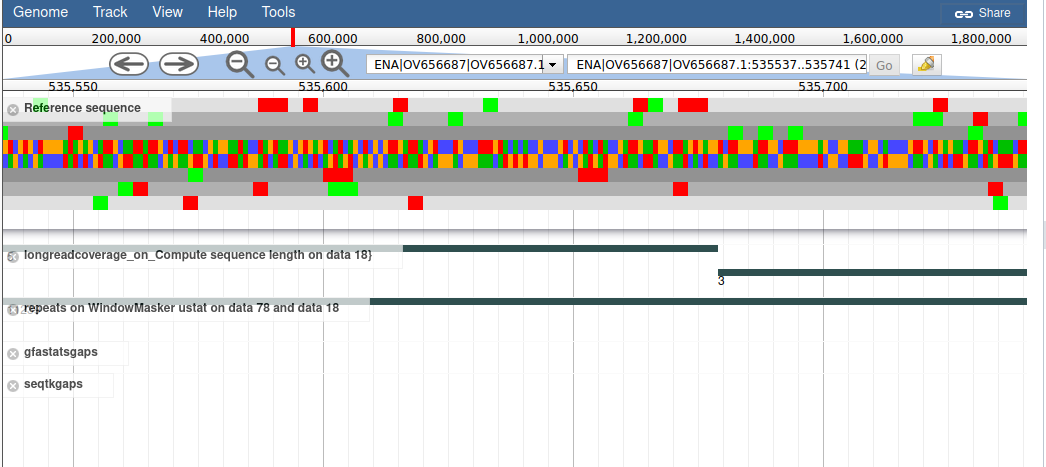 Genome Track View Help Tools Share
0 200,000 400,000 600,000 800,000 1,000,000 1,200,000 1,400,000 1,600,000 1,800,000
ENA|OV656687|OV656687.1 ENA|OV656687|OV656687.1:535537..535741 (2 Go
535,550 535,600 535,650 535,700
Reference sequence
longreadcoverage_on_Compute sequence length on data 18}
3
repeats on WindowMasker ustat on data 78 and data 18
gfastatsgaps
seqtkgaps